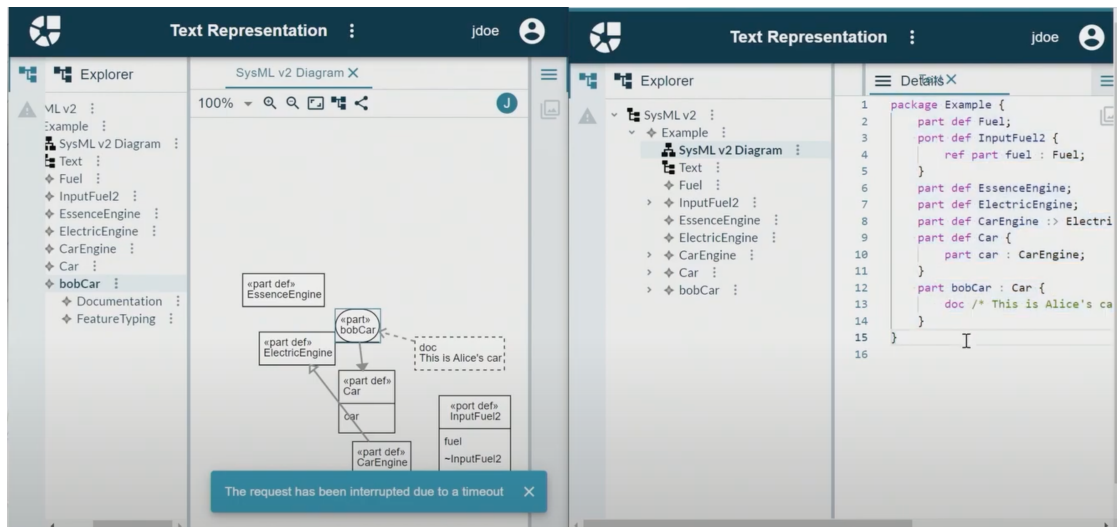 Text Representation
jdoe
Explorer
SysML v2 Diagram
100%
J
ML v2
Example
SysML v2 Diagram
Text
Fuel
InputFuel2
EssenceEngine
ElectricEngine
CarEngine
Car
bobCar
Documentation
FeatureTyping
«part def»
EssenceEngine
«part»
bobCar
«part def»
ElectricEngine
doc
This is Alice's car
«part def»
Car
car
«port def»
InputFuel2
fuel
~InputFuel2
«part def»
CarEngine
The request has been interrupted due to a timeout
Text Representation
jdoe
Explorer
SysML v2
Example
SysML v2 Diagram
Text
Fuel
InputFuel2
EssenceEngine
ElectricEngine
CarEngine
Car
bobCar
Details
1 package Example {
2 part def Fuel;
3 port def InputFuel2 {
4 ref part fuel : Fuel;
5 }
6 part def EssenceEngine;
7 part def ElectricEngine;
8 part def CarEngine :> Electri
9 part def Car {
10 part car : CarEngine;
11 }
12 part bobCar : Car {
13 doc /* This is Alice's ca
14 }
15 }
16